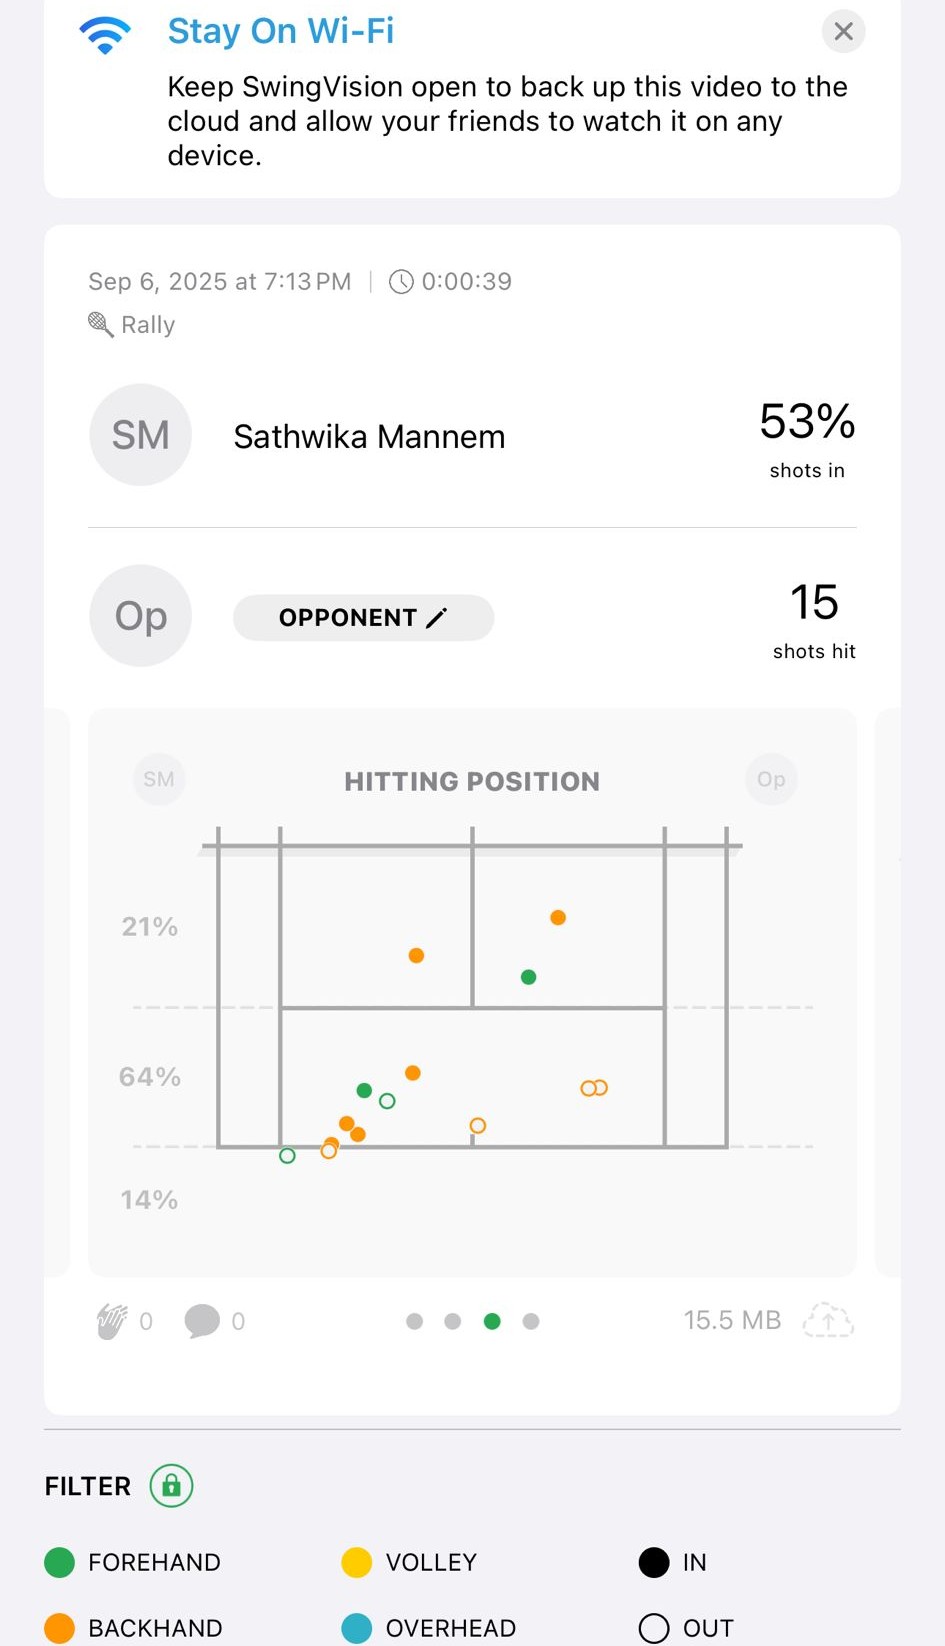 Stay On Wi-Fi
Keep SwingVision open to back up this video to the
cloud and allow your friends to watch it on any
device.
Sep 6, 2025 at 7:13 PM | 0:00:39
Rally
SM
Sathwika Mannem
53%
shots in
Op
OPPONENT
15
shots hit
SM
HITTING POSITION
Op
21%
64%
14%
0
0
15.5 MB
FILTER
FOREHAND
VOLLEY
IN
BACKHAND
OVERHEAD
OUT